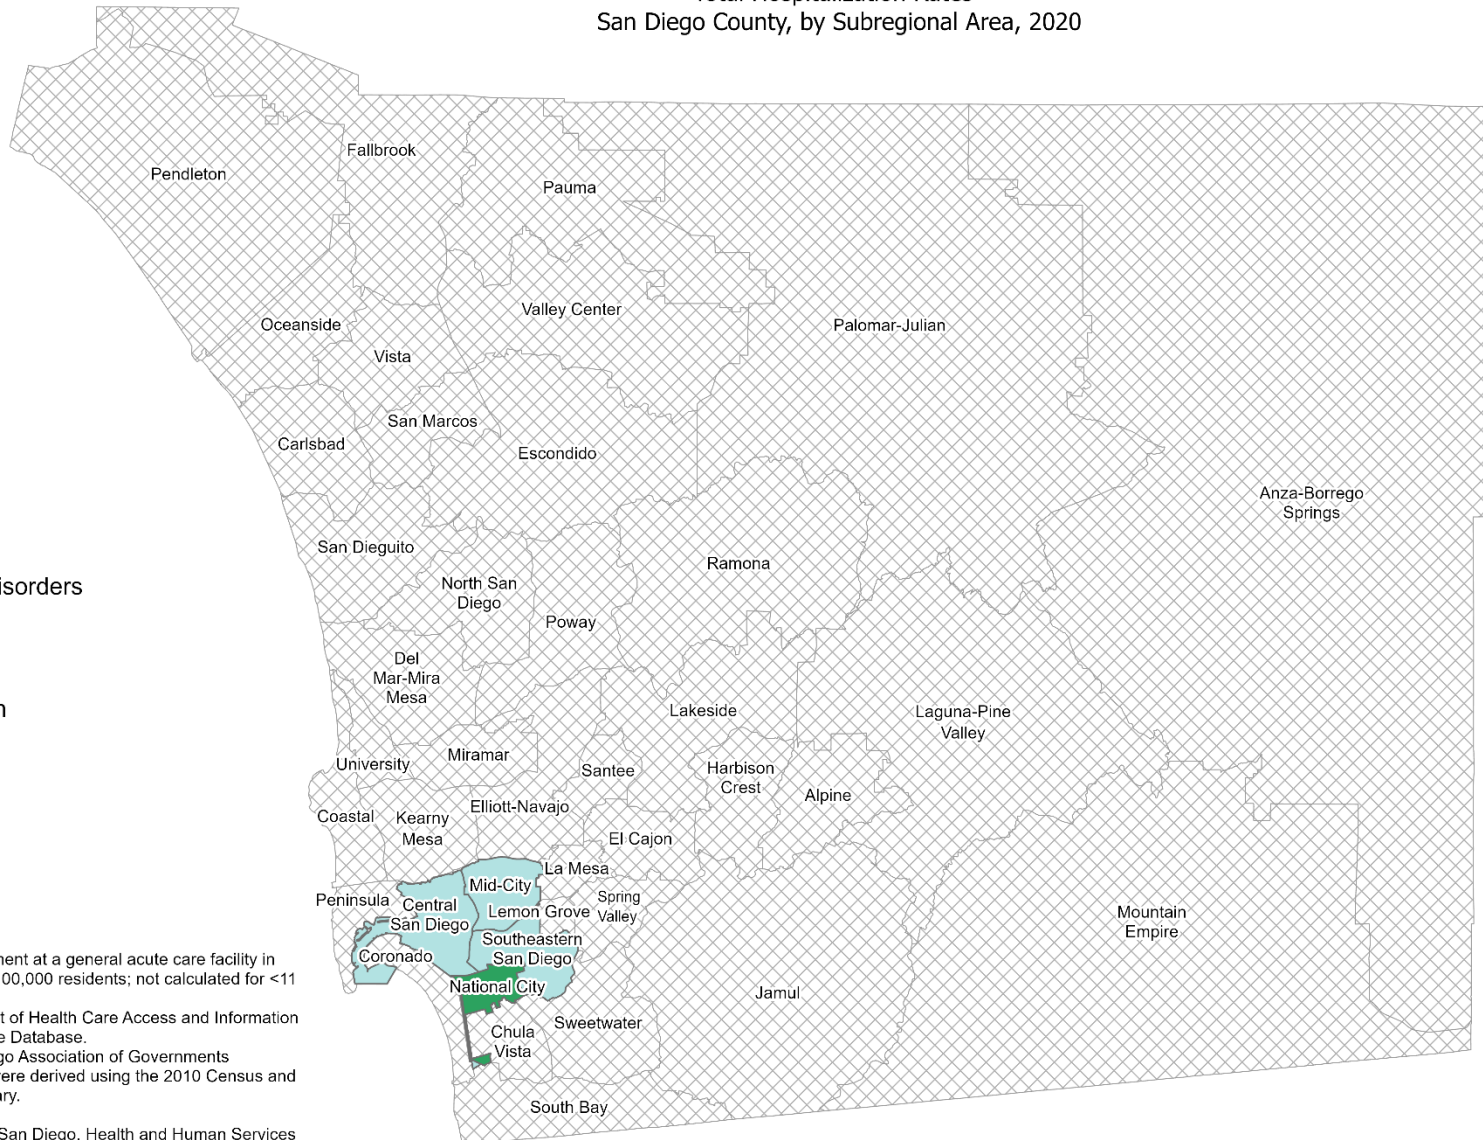 Total Hospitalization Rates
San Diego County, by Subregional Area, 2020
Fallbrook
Pendleton
Pauma
Valley Center
Oceanside
Palomar-Julian
Vista
San Marcos
Carlsbad
Escondido
Anza-Borrego
Springs
San Dieguito
Ramona
North San
Diego
isorders
Poway
Del
Mar-Mira
Mesa
Lakeside
Laguna-Pine
Valley
n
Miramar
University
Santee
Harbison
Crest
Alpine
Elliott-Navajo
Coastal
Kearny
Mesa
El Cajon
La Mesa
Mid-City
Peninsula
Central
San Diego
Spring
Valley
Lemon Grove
Mountain
Empire
Southeastern
San Diego
Coronado
National City
Jamul
Sweetwater
Chula
Vista
South Bay
nent at a general acute care facility in
00,000 residents; not calculated for <11
t of Health Care Access and Information
e Database.
go Association of Governments
were derived using the 2010 Census and
ary.
San Diego, Health and Human Services